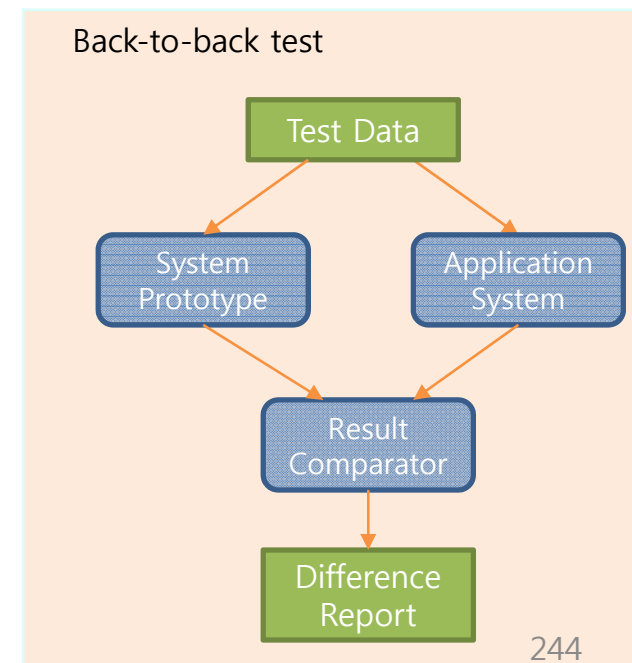 Back-to-back test
Test Data
System
Prototype
Application
System
Result
Comparator
Difference
Report
244